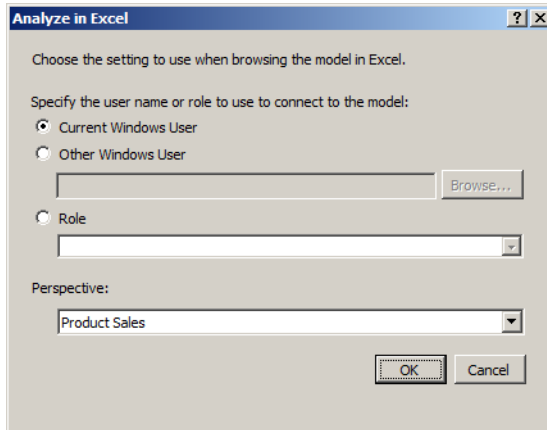 Analyze in Excel
Choose the setting to use when browsing the model in Excel.
Specify the user name or role to use to connect to the model:
Current Windows User
Other Windows User
Browse...
Role
Perspective:
Product Sales
OK Cancel